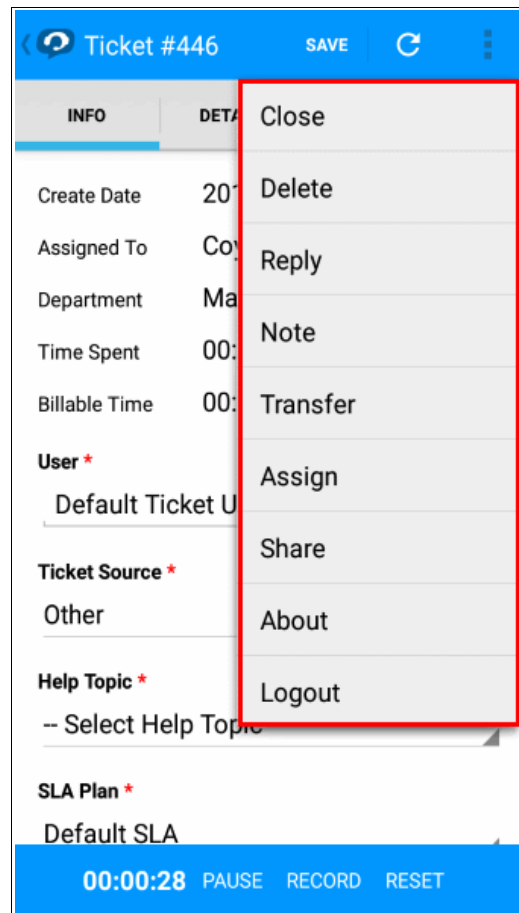 Ticket #446 SAVE
INFO
Close
Delete
Reply
Note
Transfer
Assign
Share
About
Logout
Create Date
Assigned To
Department
Time Spent 00:
Billable Time 00:
User *
Default Ticket U
Ticket Source *
Other
Help Topic *
-- Select Help Topic
SLA Plan *
Default SLA
00:00:28 PAUSE RECORD RESET